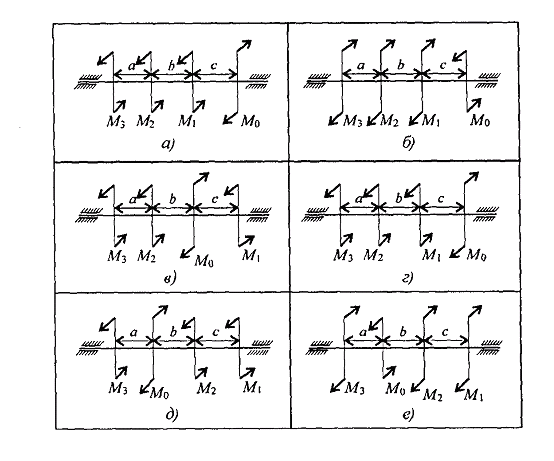 a b c
M3 M2 M1 M0
а)
a b c
M3 M2 M1 M0
б)
a b c
M3 M2 M0 M1
в)
a b c
M3 M2 M1 M0
г)
a b c
M3 M0 M2 M1
д)
a b c
M3 M0 M2 M1
е)